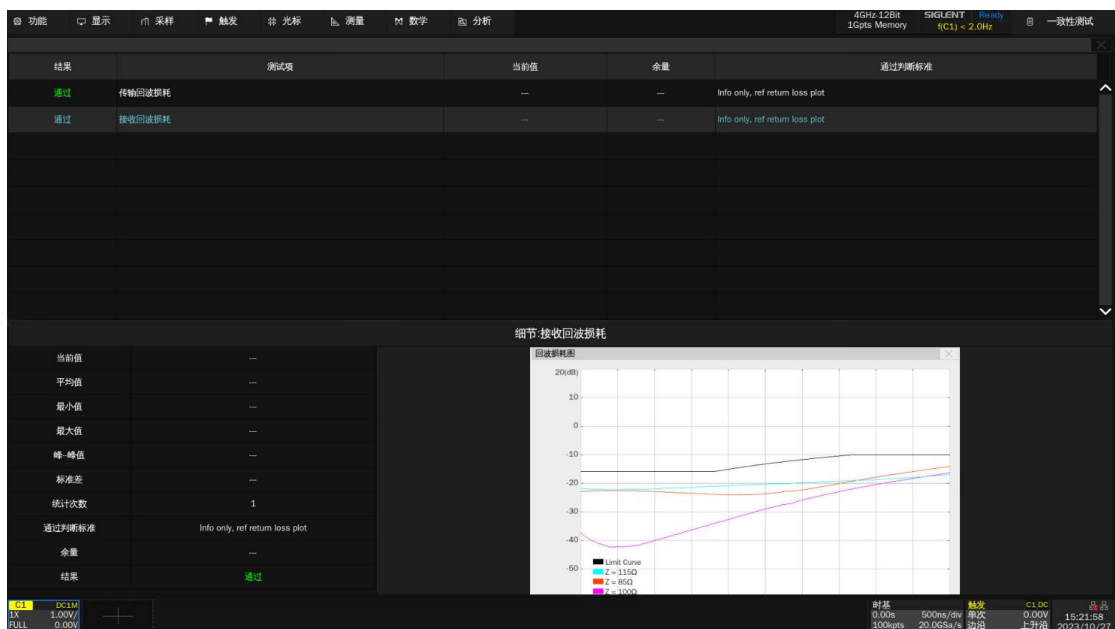 功能 显示 采样 触发 光标 测量 数学 分析 4GHz-12Bit SIGLENT Ready 一致性测试
1Gpts Memory f(C1) < 2.0Hz
结果 测试项 当前值 余量 通过判断标准
通过 传输回波损耗 --- --- Info only, ref return loss plot
通过 接收回波损耗 --- --- Info only, ref return loss plot
细节:接收回波损耗
当前值 ---
平均值 ---
最小值 ---
最大值 ---
峰--峰值 ---
标准差 ---
统计次数 1
通过判断标准 Info only, ref return loss plot
余量 ---
结果 通过
回波损耗图
20(dB)
10
0
-10
-20
-30
-40
-50
Limit Curve
Z = 115Ω
Z = 85Ω
Z = 100Ω
C1 DC1M
1X 1.00V/
FULL 0.00V
时基
0.00s 500ns/div
100kpts 20.0GSa/s
触发 C1 DC
单次 0.00V
边沿 上升沿
15:21:58
2023/10/27